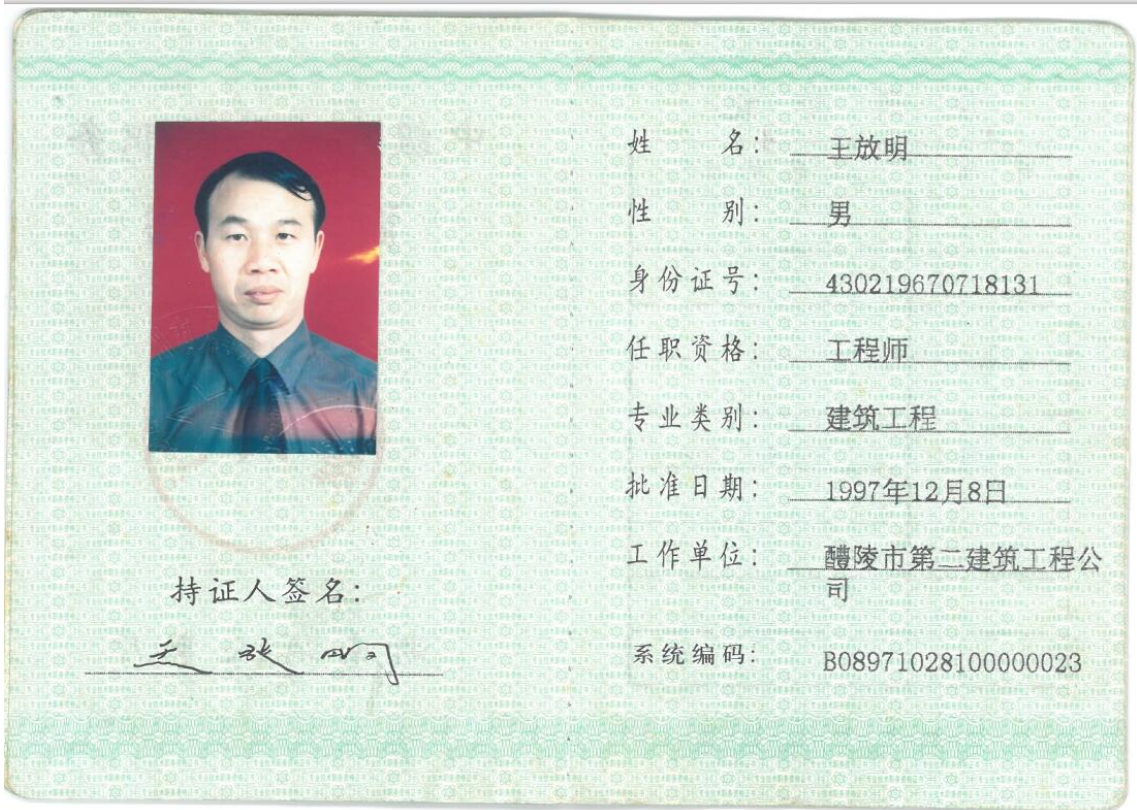 姓 名： 王放明
性 别： 男
身份证号： 430219670718131
任职资格： 工程师
专业类别： 建筑工程
批准日期： 1997年12月8日
工作单位： 醴陵市第二建筑工程公
司
系统编码： B08971028100000023
持证人签名：
王放明